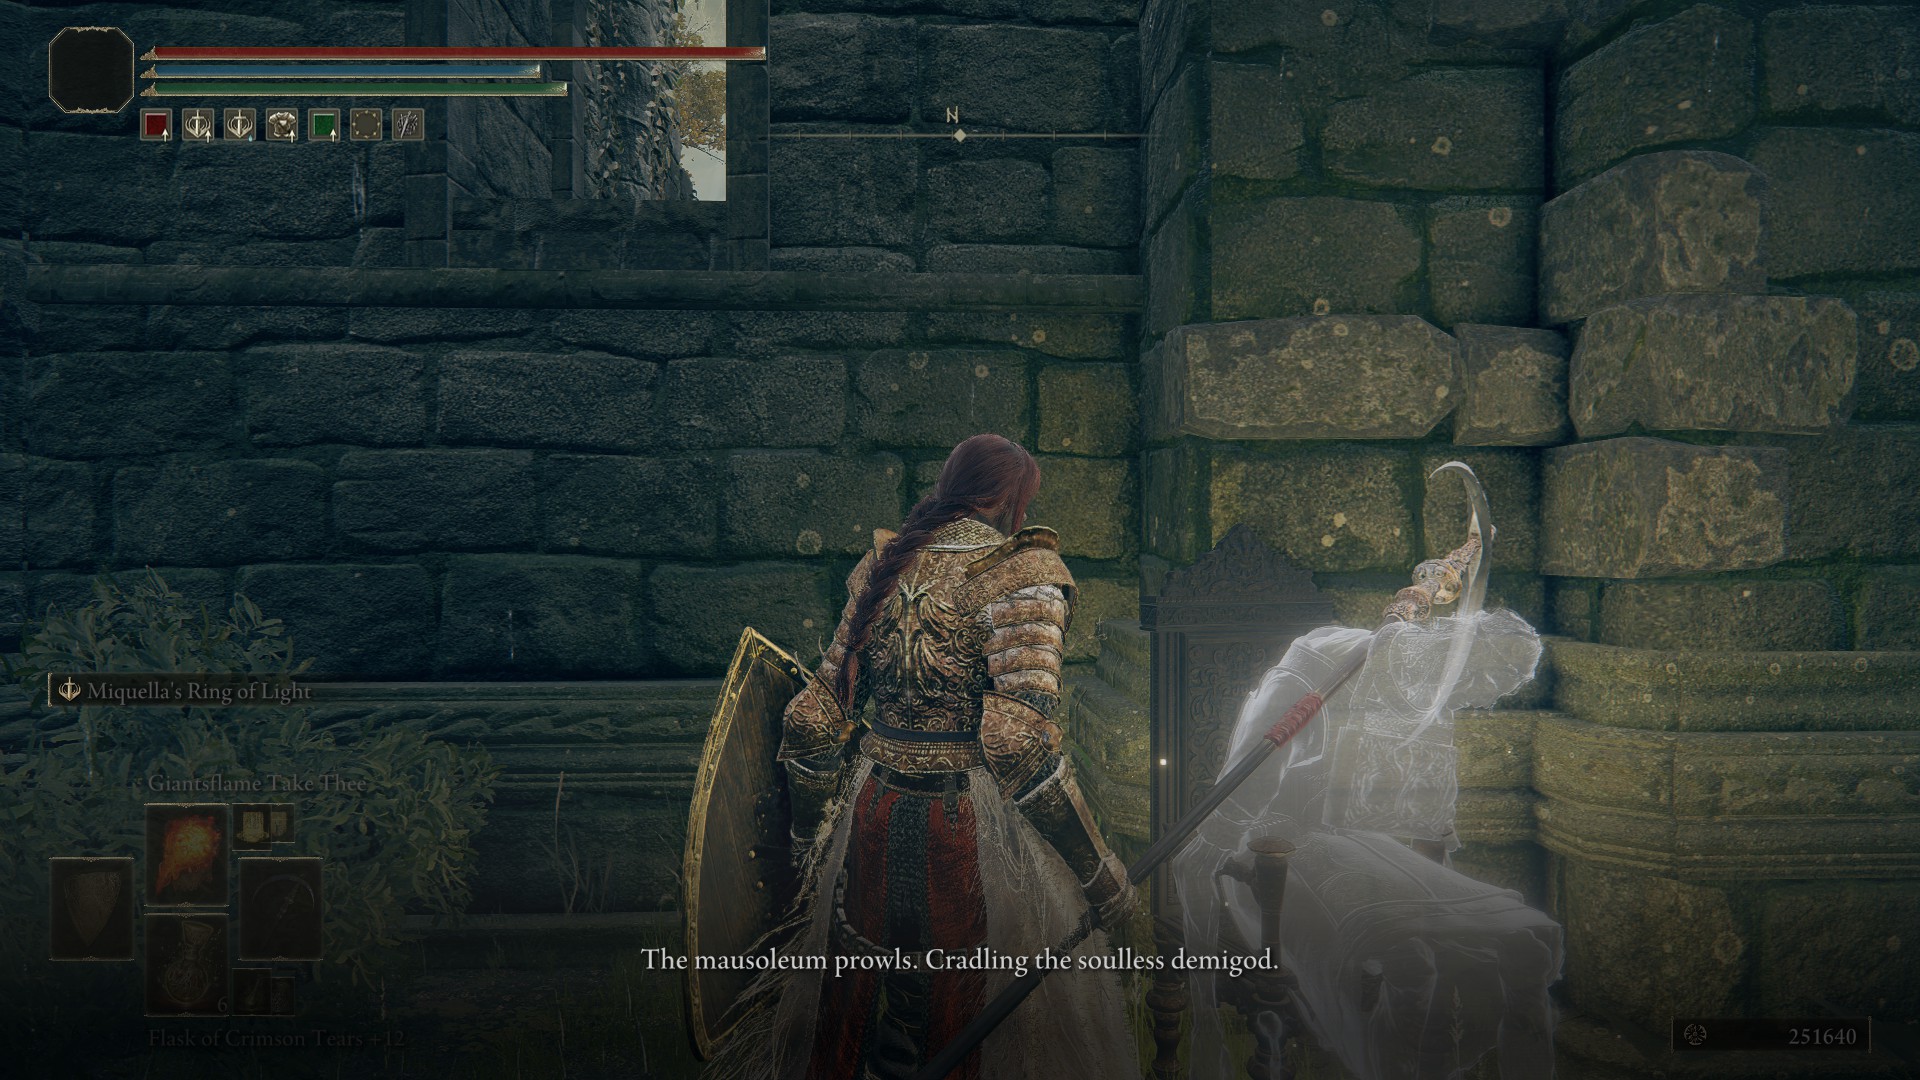 N
Miquella's Ring of Light
Giantsflame Take Thee
6
The mausoleum prowls. Cradling the soulless demigod.
Flask of Crimson Tears +12
251640